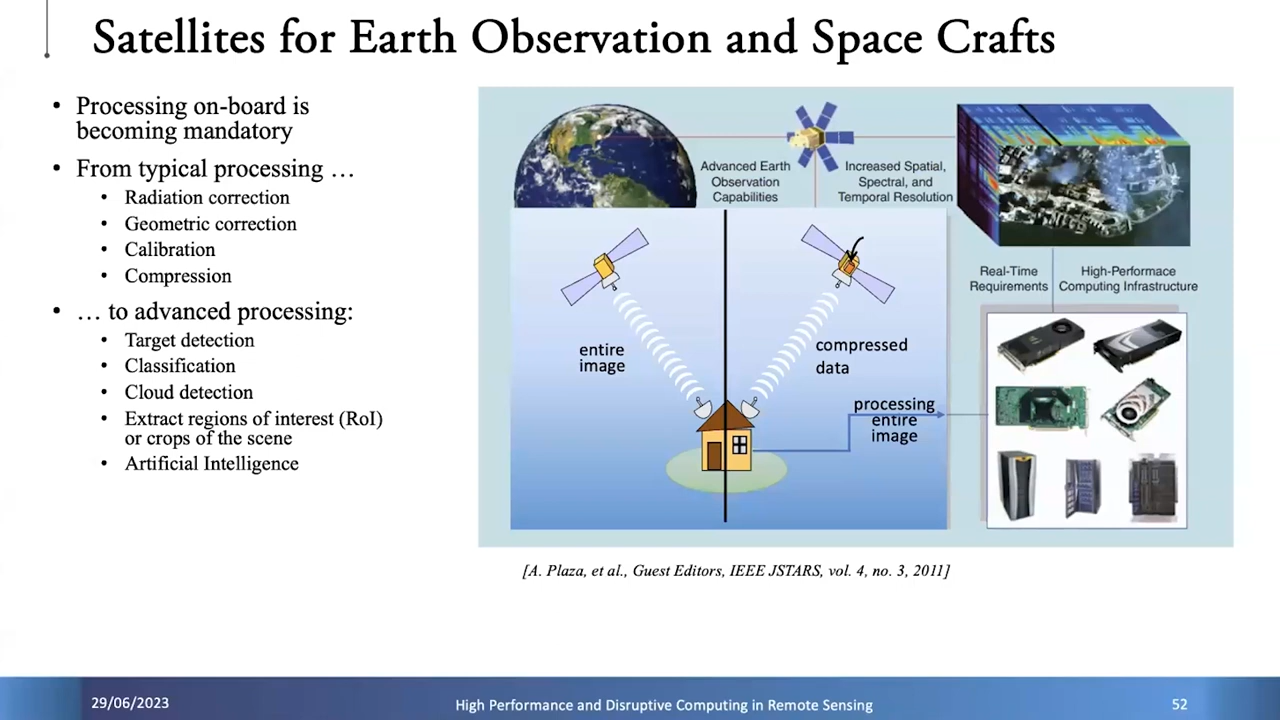 Satellites for Earth Observation and Space Crafts
• Processing on-board is
becoming mandatory
• From typical processing …
• Radiation correction
• Geometric correction
• Calibration
• Compression
• … to advanced processing:
• Target detection
• Classification
• Cloud detection
• Extract regions of interest (RoI)
or crops of the scene
• Artificial Intelligence
Advanced Earth
Observation
Capabilities
Increased Spatial,
Spectral, and
Temporal Resolution
Real-Time
Requirements
High-Performace
Computing Infrastructure
entire
image
compressed
data
processing
entire
image
[A. Plaza, et al., Guest Editors, IEEE JSTARS, vol. 4, no. 3, 2011]
29/06/2023
High Performance and Disruptive Computing in Remote Sensing
52